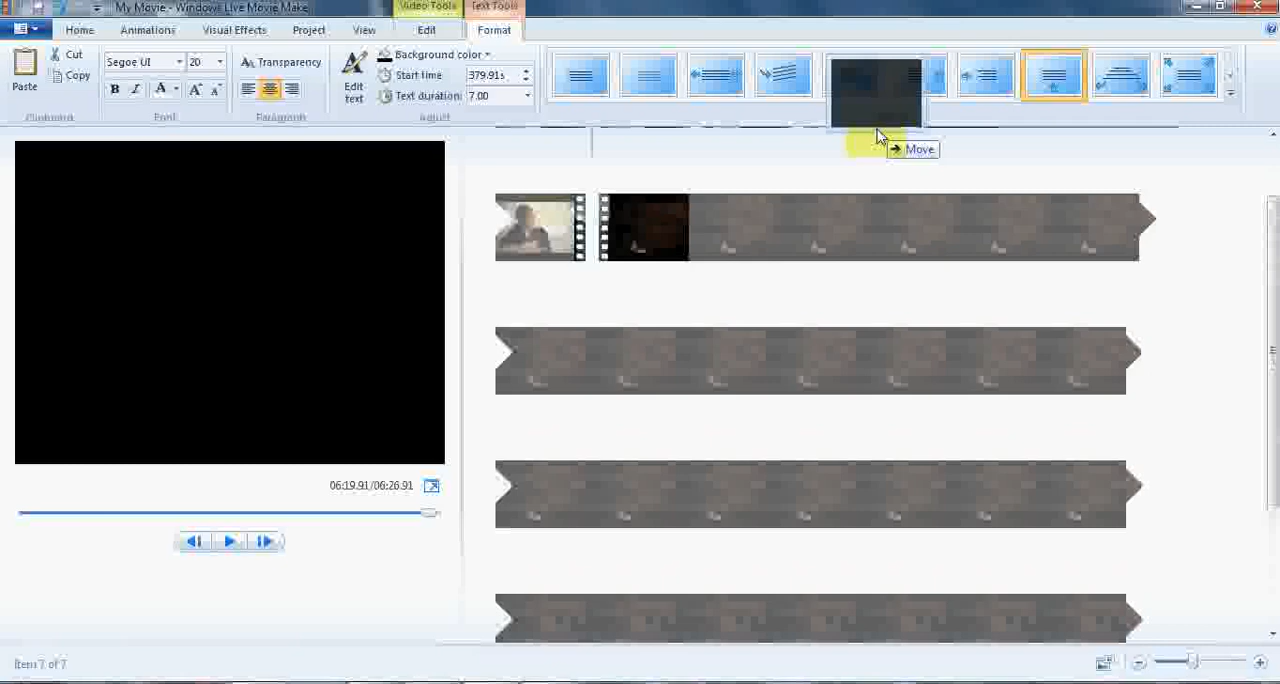 My Movie - Windows Live Movie Make
Video Tools
Text Tools
Home
Animations
Visual Effects
Project
View
Edit
Format
Paste
Cut
Copy
Clipboard
Segoe UI
20
B I A A A
Font
Transparency
Paragraph
Edit text
Background color
Start time
379.91s
Text duration:
7.00
Adjust
Move
06:19.91/06:26.91
Item 7 of 7